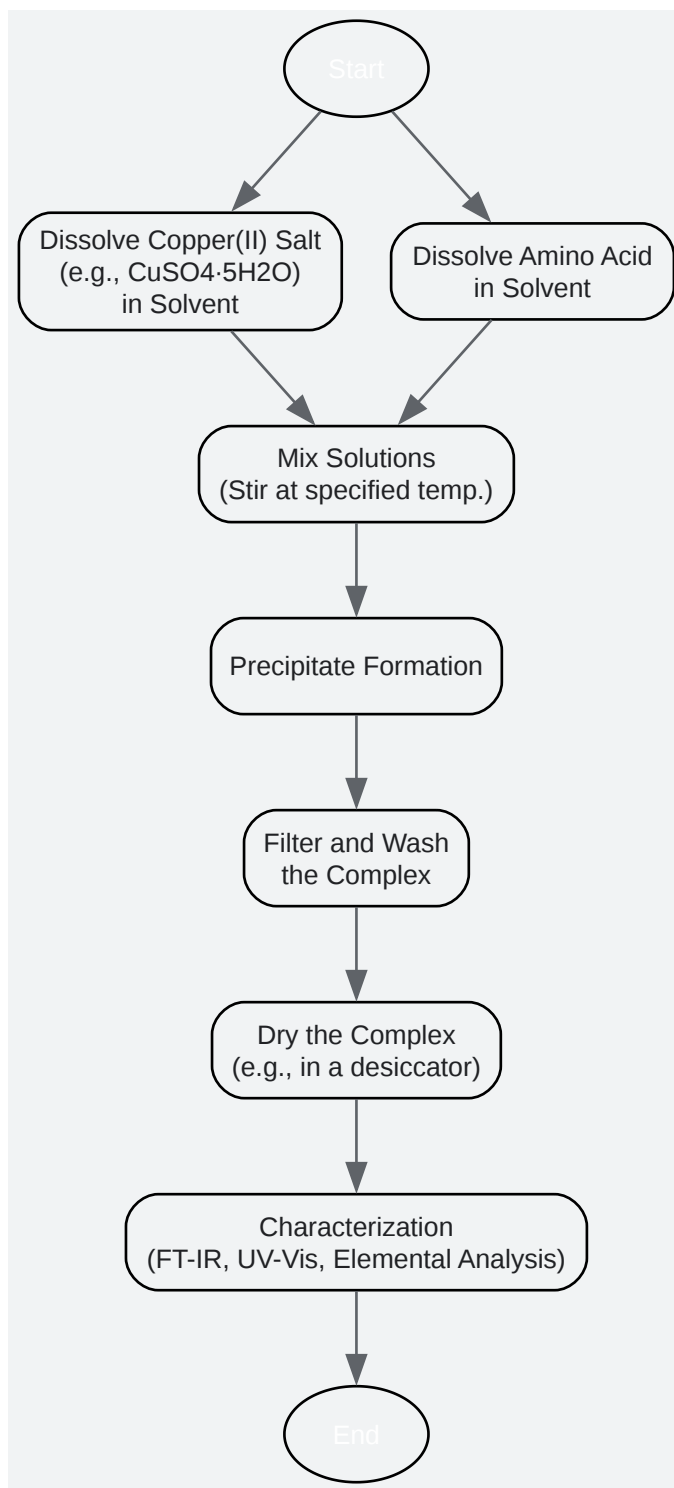 Start
Dissolve Copper(II) Salt
(e.g., CuSO4·5H2O)
in Solvent
Dissolve Amino Acid
in Solvent
Mix Solutions
(Stir at specified temp.)
Precipitate Formation
Filter and Wash
the Complex
Dry the Complex
(e.g., in a desiccator)
Characterization
(FT-IR, UV-Vis, Elemental Analysis)
End